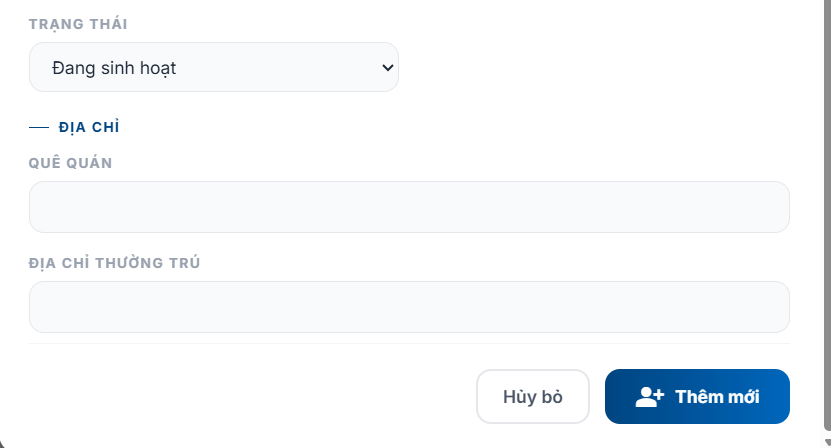 TRẠNG THÁI
Đang sinh hoạt
ĐỊA CHỈ
QUÊ QUÁN
ĐỊA CHỈ THƯỜNG TRÚ
Hủy bỏ
Thêm mới